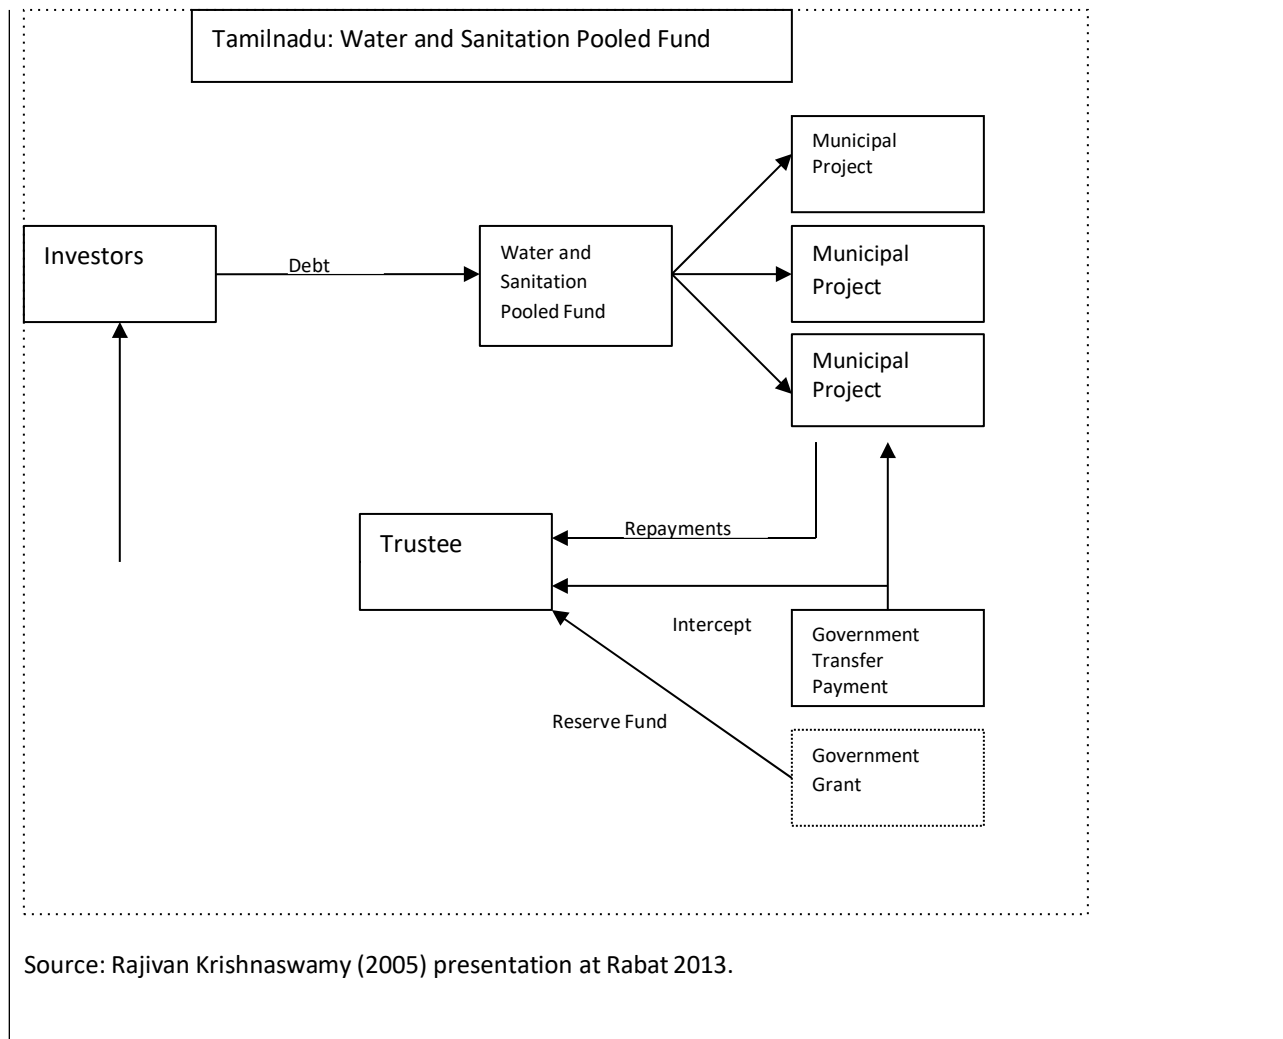 Tamilnadu: Water and Sanitation Pooled Fund
Municipal
Project
Investors
Debt
Water and
Sanitation
Pooled Fund
Municipal
Project
Municipal
Project
Repayments
Trustee
Intercept
Government
Transfer
Payment
Reserve Fund
Government
Grant
Source: Rajivan Krishnaswamy (2005) presentation at Rabat 2013.